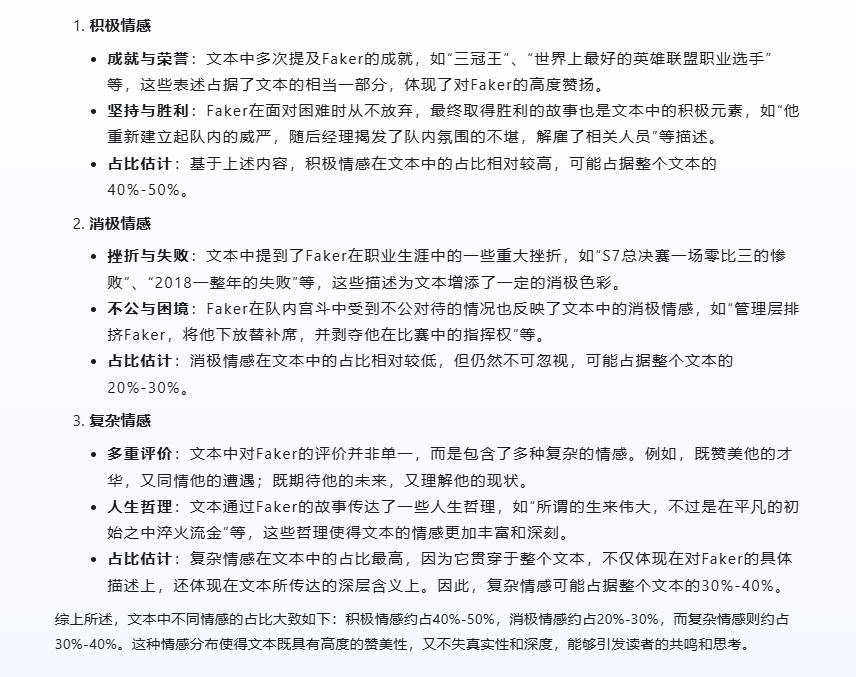 1. 积极情感
• 成就与荣誉：文本中多次提及Faker的成就，如“三冠王”、“世界上最好的英雄联盟职业选手”
等，这些表述占据了文本的相当一部分，体现了对Faker的高度赞扬。
• 坚持与胜利：Faker在面对困难时从不放弃，最终取得胜利的故事也是文本中的积极元素，如“他
重新建立起队内的威严，随后经理揭发了队内氛围的不堪，解雇了相关人员”等描述。
• 占比估计：基于上述内容，积极情感在文本中的占比相对较高，可能占据整个文本的
40%-50%。
2. 消极情感
• 挫折与失败：文本中提到了Faker在职业生涯中的一些重大挫折，如“S7总决赛一场零比三的惨
败”、“2018一整年的失败”等，这些描述为文本增添了一定的消极色彩。
• 不公与困境：Faker在队内宫斗中受到不公对待的情况也反映了文本中的消极情感，如“管理层排
挤Faker，将他下放替补席，并剥夺他在比赛中的指挥权”等。
• 占比估计：消极情感在文本中的占比相对较低，但仍然不可忽视，可能占据整个文本的
20%-30%。
3. 复杂情感
• 多重评价：文本中对Faker的评价并非单一，而是包含了多种复杂的情感。例如，既赞美他的才
华，又同情他的遭遇；既期待他的未来，又理解他的现状。
• 人生哲理：文本通过Faker的故事传达了一些人生哲理，如“所谓的生来伟大，不过是在平凡的初
始之中淬火流金”等，这些哲理使得文本的情感更加丰富和深刻。
• 占比估计：复杂情感在文本中的占比最高，因为它贯穿于整个文本，不仅体现在对Faker的具体
描述上，还体现在文本所传达的深层含义上。因此，复杂情感可能占据整个文本的30%-40%。
综上所述，文本中不同情感的占比大致如下：积极情感约占40%-50%，消极情感约占20%-30%，而复杂情感则约占
30%-40%。这种情感分布使得文本既具有高度的赞美性，又不失真实性和深度，能够引发读者的共鸣和思考。